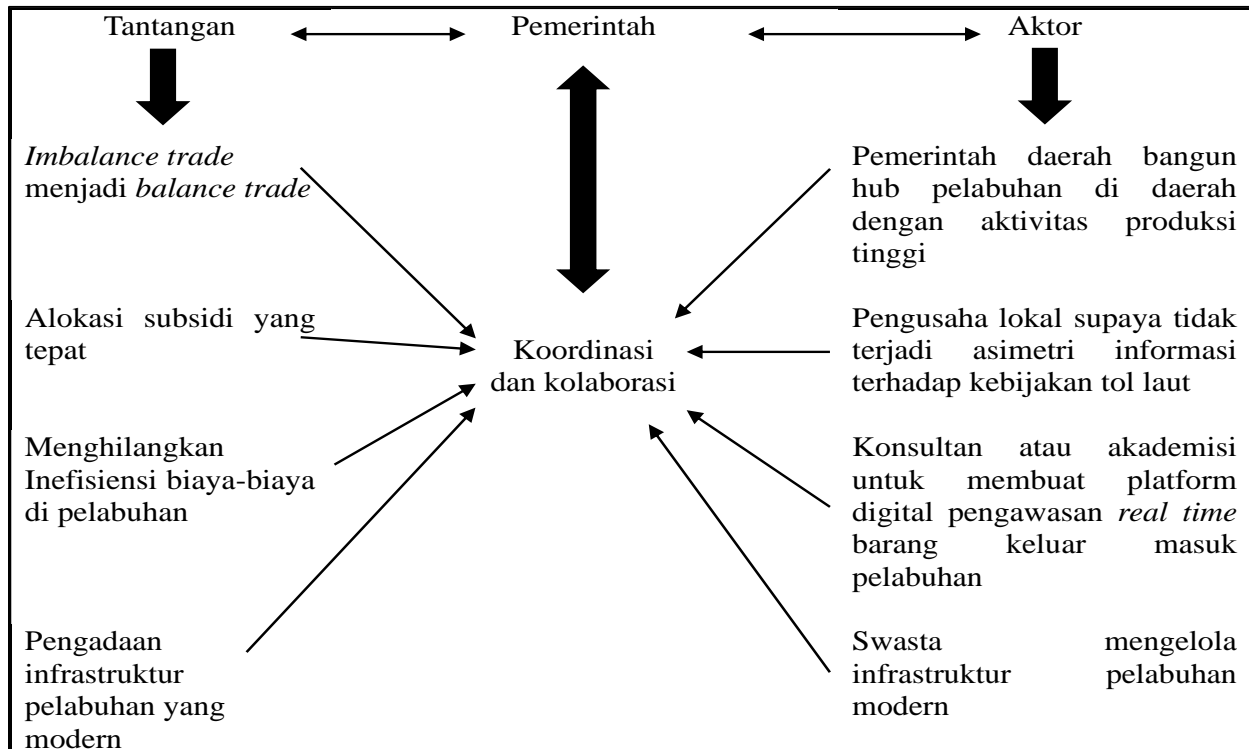 Tantangan
Pemerintah
Aktor
Imbalance trade
menjadi balance trade
Alokasi subsidi yang
tepat
Menghilangkan
Inefisiensi biaya-biaya
di pelabuhan
Pengadaan
infrastruktur
pelabuhan yang
modern
Koordinasi
dan kolaborasi
Pemerintah daerah bangun
hub pelabuhan di daerah
dengan aktivitas produksi
tinggi
Pengusaha lokal supaya tidak
terjadi asimetri informasi
terhadap kebijakan tol laut
Konsultan atau akademisi
untuk membuat platform
digital pengawasan real time
barang keluar masuk
pelabuhan
Swasta mengelola
infrastruktur pelabuhan
modern